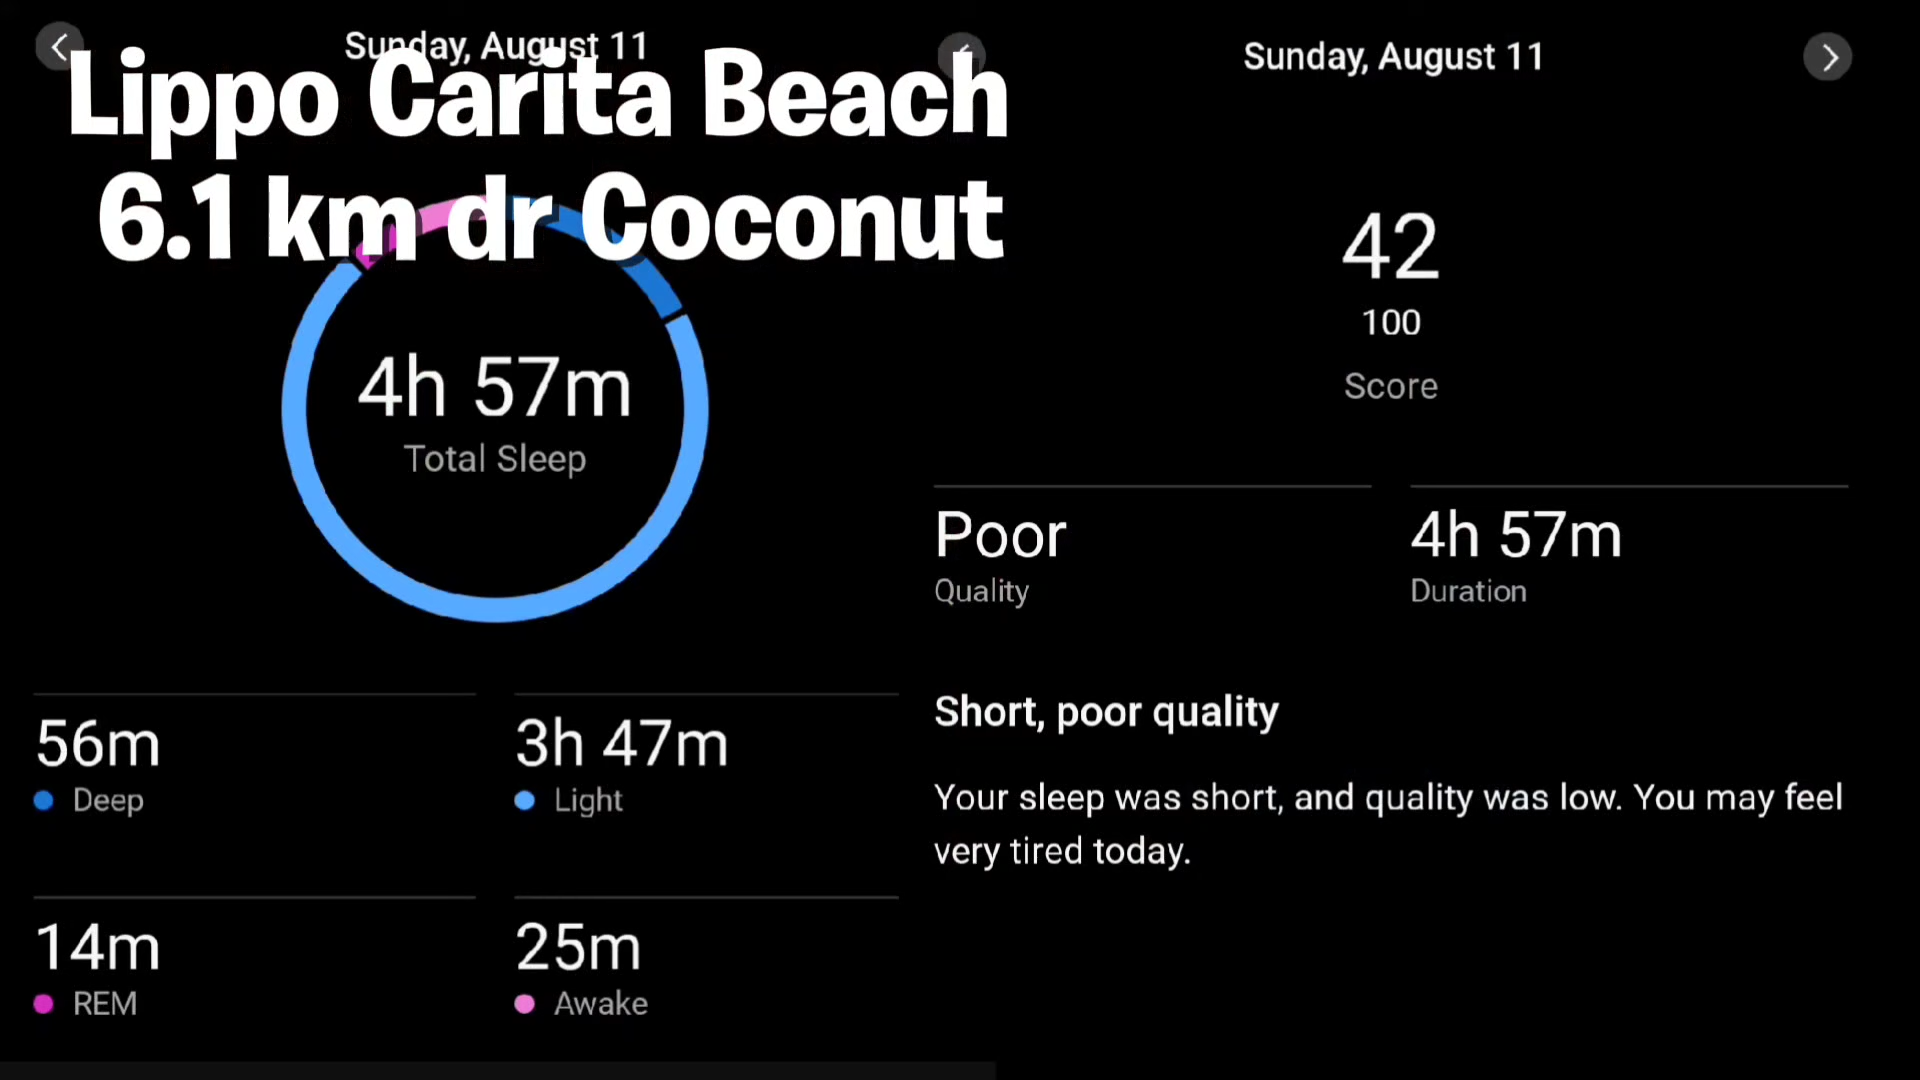 Sunday, August 11
Lippo Carita Beach
6.1 km dr Coconut
4h 57m
Total Sleep
56m
Deep
3h 47m
Light
14m
REM
25m
Awake
Sunday, August 11
42
100
Score
Poor
Quality
4h 57m
Duration
Short, poor quality
Your sleep was short, and quality was low. You may feel
very tired today.